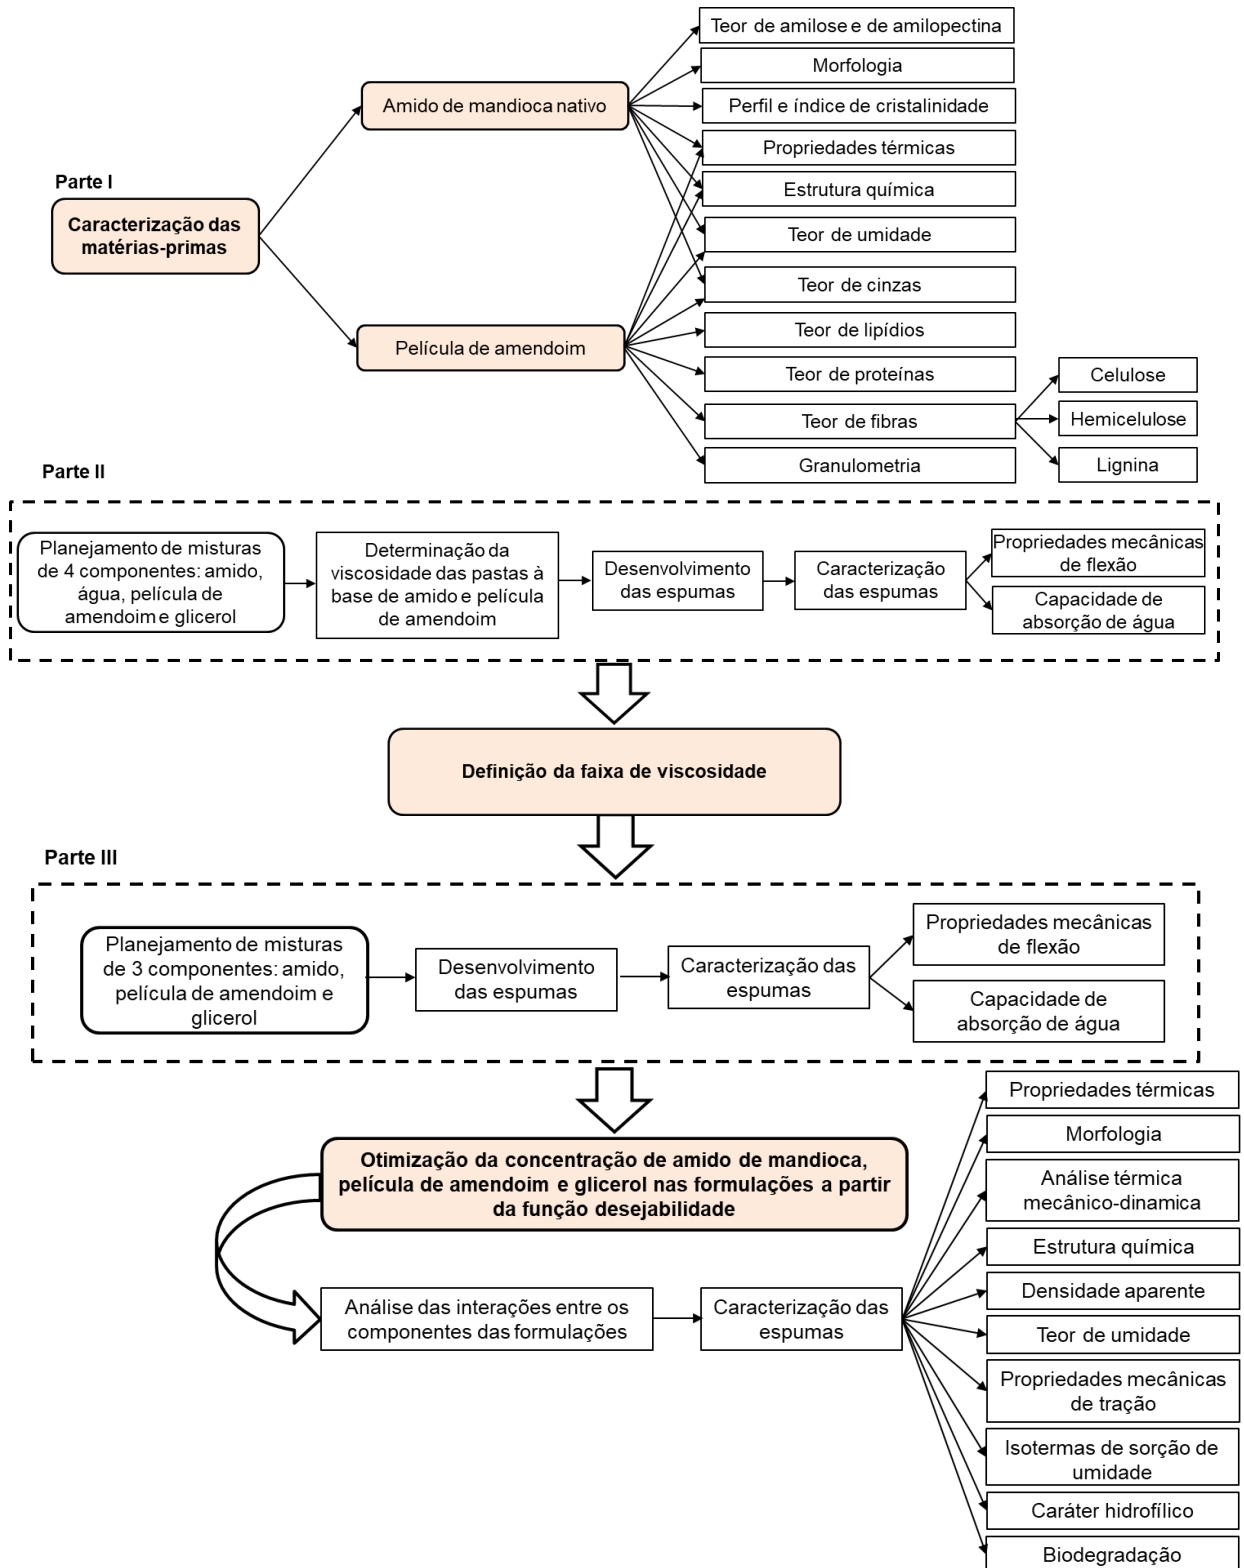 Teor de amilose e de amilopectina
Morfologia
Amido de mandioca nativo
Perfil e índice de cristalinidade
Propriedades térmicas
Parte I
Estrutura química
Caracterização das
matérias-primas
Teor de umidade
Teor de cinzas
Teor de lipídios
Película de amendoim
Teor de proteínas
Celulose
Teor de fibras
Hemicelulose
Granulometria
Lignina
Parte II
Planejamento de misturas
de 4 componentes: amido,
água, película de
amendoim e glicerol
Determinação da
viscosidade das pastas à
base de amido e película
de amendoim
Desenvolvimento
das espumas
Caracterização
das espumas
Propriedades mecânicas
de flexão
Capacidade de
absorção de água
Definição da faixa de viscosidade
Parte III
Planejamento de misturas
de 3 componentes: amido,
película de amendoim e
glicerol
Desenvolvimento
das espumas
Caracterização das
espumas
Propriedades mecânicas
de flexão
Capacidade de
absorção de água
Otimização da concentração de amido de mandioca,
película de amendoim e glicerol nas formulações a partir
da função desejabilidade
Análise das interações entre os
componentes das formulações
Caracterização das
espumas
Propriedades térmicas
Morfologia
Análise térmica
mecânico-dinamica
Estrutura química
Densidade aparente
Teor de umidade
Propriedades mecânicas
de tração
Isotermas de sorção de
umidade
Caráter hidrofílico
Biodegradação